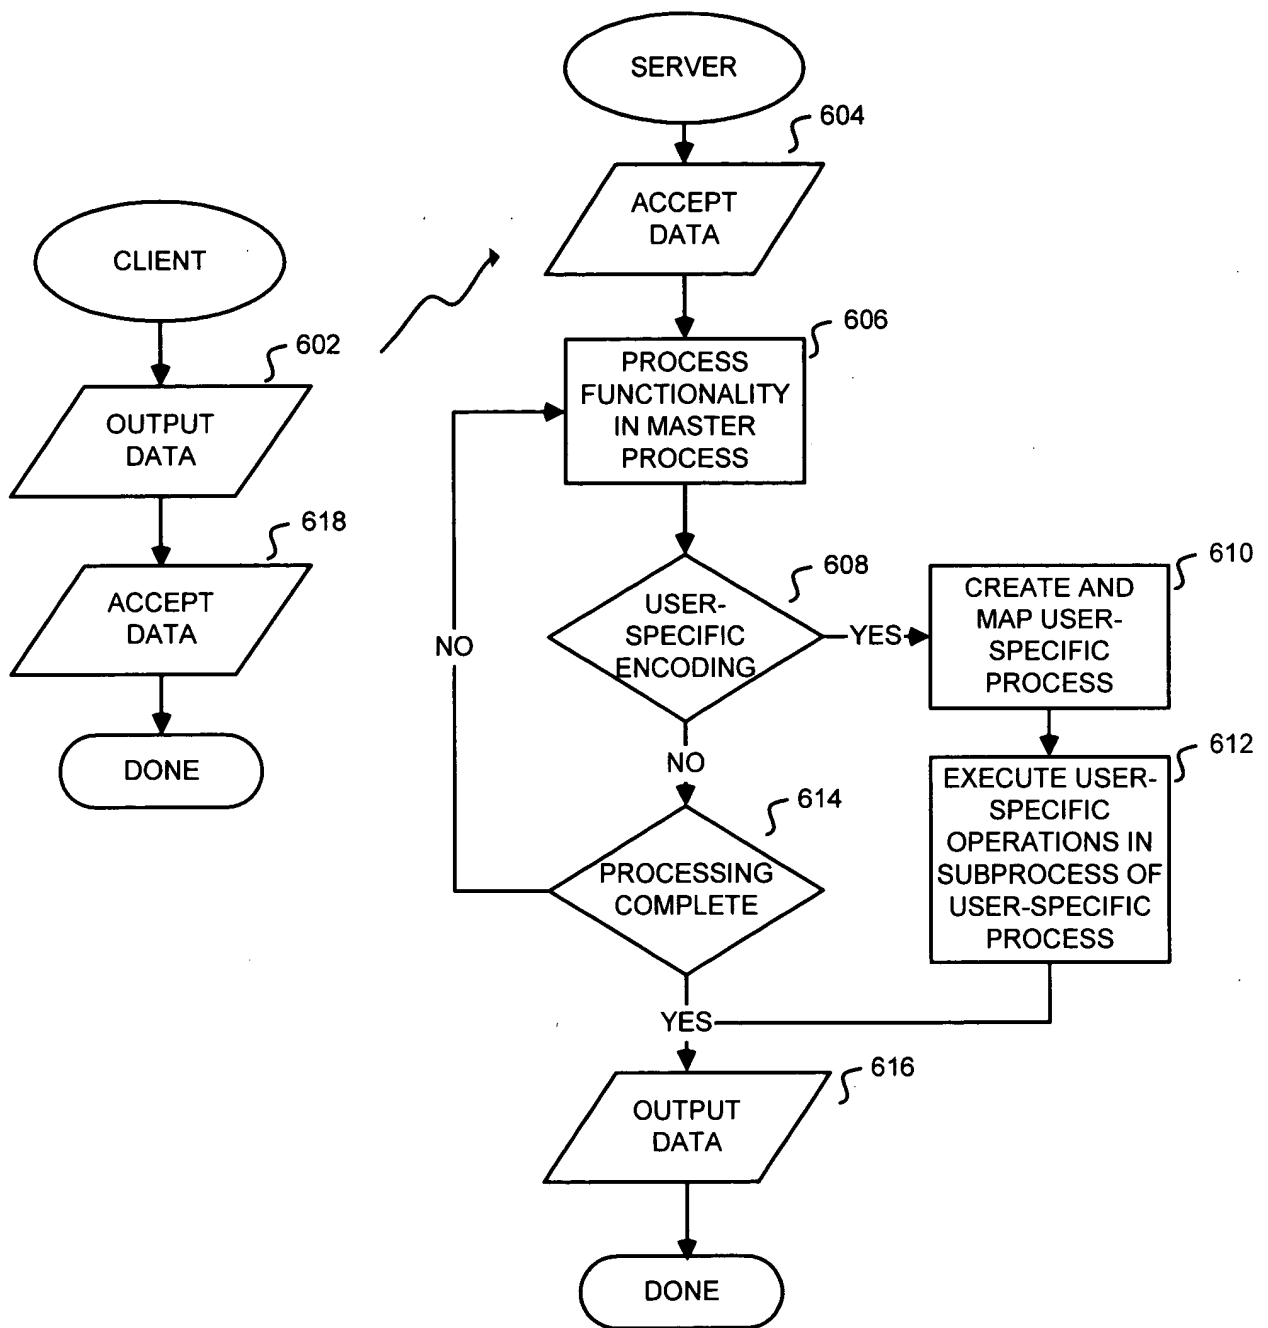 SERVER
604
ACCEPT
DATA
CLIENT
602
OUTPUT
DATA
618
ACCEPT
DATA
DONE
606
PROCESS
FUNCTIONALITY
IN MASTER
PROCESS
608
USER-
SPECIFIC
ENCODING
YES
610
CREATE AND
MAP USER-
SPECIFIC
PROCESS
NO
NO
612
EXECUTE USER-
SPECIFIC
OPERATIONS IN
SUBPROCESS OF
USER-SPECIFIC
PROCESS
614
PROCESSING
COMPLETE
YES
616
OUTPUT
DATA
DONE